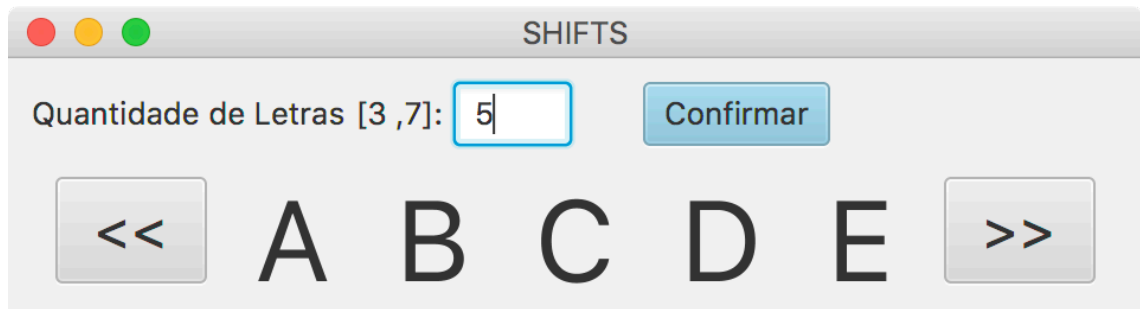 SHIFTS
Quantidade de Letras [3 ,7]: 5 Confirmar
<< A B C D E >>